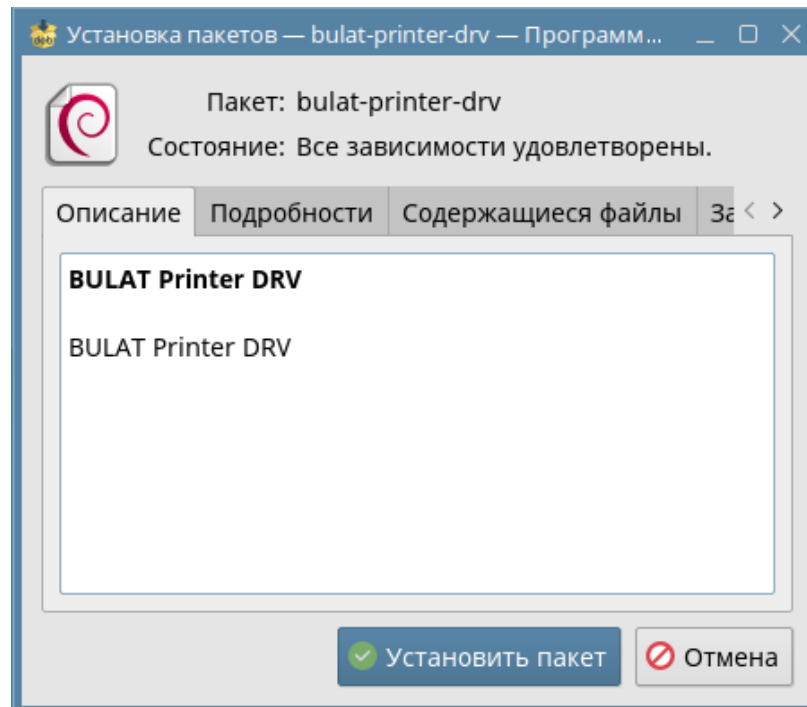 Установка пакетов — bulat-printer-drv — Программ...
Пакет: bulat-printer-drv
Состояние: Все зависимости удовлетворены.
Описание Подробности Содержащиеся файлы За
BULAT Printer DRV
BULAT Printer DRV
Установить пакет Отмена